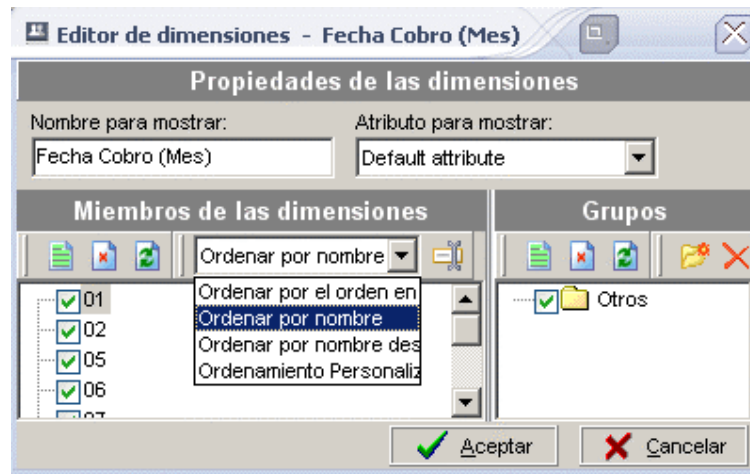 Editor de dimensiones - Fecha Cobro (Mes)
Propiedades de las dimensiones
Nombre para mostrar:
Atributo para mostrar:
Fecha Cobro (Mes)
Default attribute
Miembros de las dimensiones
Grupos
Ordenar por nombre
Ordenar por el orden en
Ordenar por nombre
Ordenar por nombre des
Ordenamiento Personaliz
01
02
05
06
07
Otros
Aceptar
Cancelar